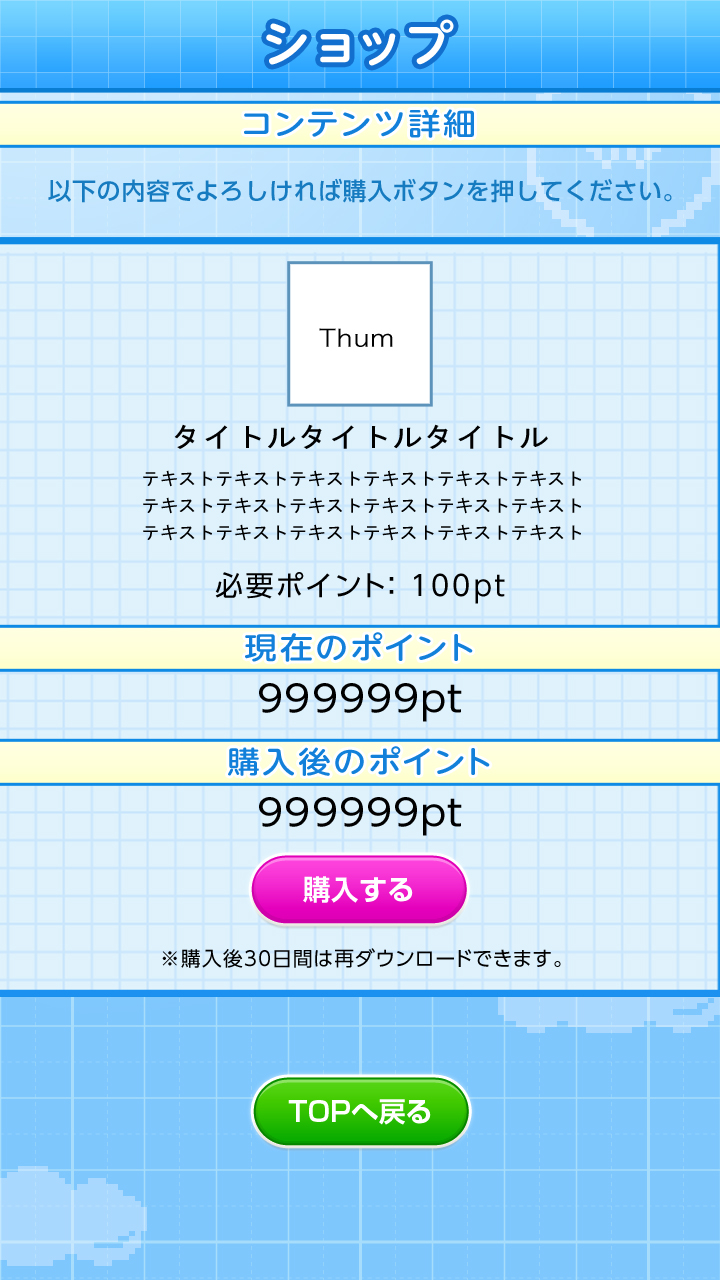 ショップ
コンテンツ詳細
以下の内容でよろしければ購入ボタンを押してください。
Thum
タイトルタイトルタイトル
テキストテキストテキストテキストテキストテキスト
テキストテキストテキストテキストテキストテキスト
テキストテキストテキストテキストテキストテキスト
必要ポイント: 100pt
現在のポイント
999999pt
購入後のポイント
999999pt
購入する
※購入後30日間は再ダウンロードできます。
TOPへ戻る